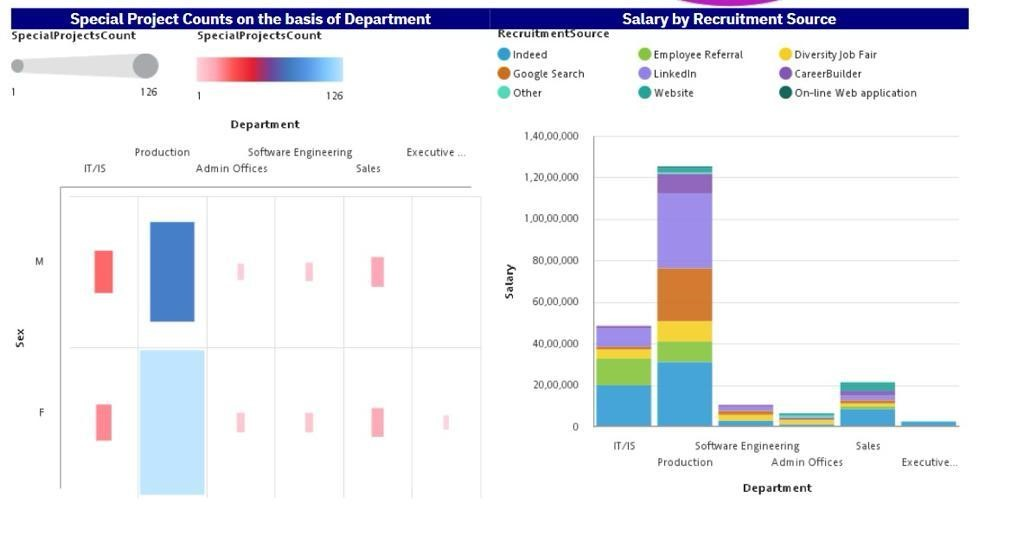 Special Project Counts on the basis of Department
SpecialProjectsCount
1
126
SpecialProjectsCount
1
126
Department
Production
Software Engineering
Executive ...
IT/IS
Admin Offices
Sales
Sex
M
F
Salary by Recruitment Source
RecruitmentSource
Indeed
Employee Referral
Diversity Job Fair
Google Search
LinkedIn
CareerBuilder
Other
Website
On-line Web application
Salary
1,40,00,000
1,20,00,000
1,00,00,000
80,00,000
60,00,000
40,00,000
20,00,000
0
IT/IS
Software Engineering
Sales
Production
Admin Offices
Executive...
Department